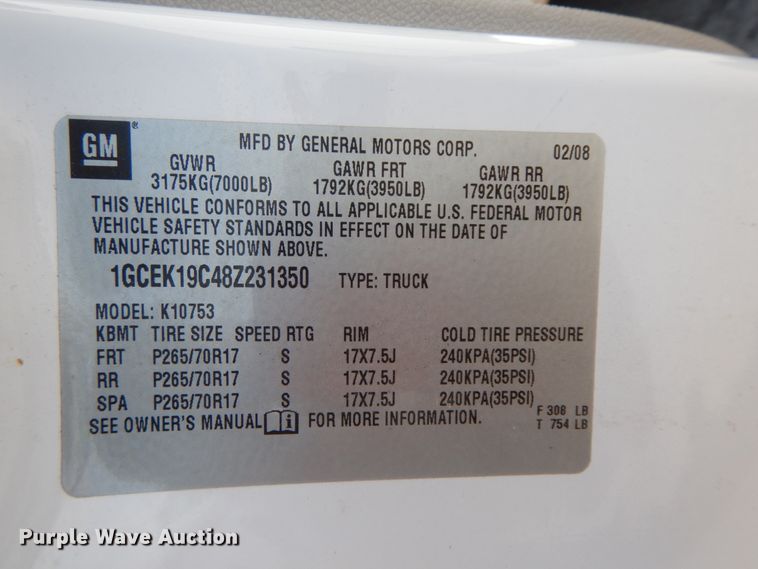 GM ® MFD BY GENERAL MOTORS CORP. 02/08
GVWR GAWR FRT GAWR RR
3175KG(7000LB) 1792KG(3950LB) 1792KG(3950LB)
THIS VEHICLE CONFORMS TO ALL APPLICABLE U.S. FEDERAL MOTOR
VEHICLE SAFETY STANDARDS IN EFFECT ON THE DATE OF
MANUFACTURE SHOWN ABOVE.
1GCEK19C48Z231350 TYPE: TRUCK
MODEL: K10753
KBMT TIRE SIZE SPEED RTG RIM COLD TIRE PRESSURE
FRT P265/70R17 S 17X7.5J 240KPA(35PSI)
RR P265/70R17 S 17X7.5J 240KPA(35PSI)
SPA P265/70R17 S 17X7.5J 240KPA(35PSI)
SEE OWNER'S MANUAL i FOR MORE INFORMATION.
F 308 LB
T 754 LB
Purple Wave Auction